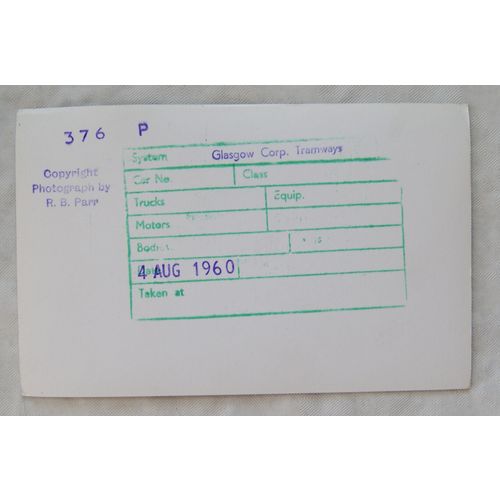 376 P
Copyright
Photograph by
R. B. Parr
System Glasgow Corp. Tramways
Car No. Class
Trucks Equip.
Motors
4 AUG 1960
Taken at